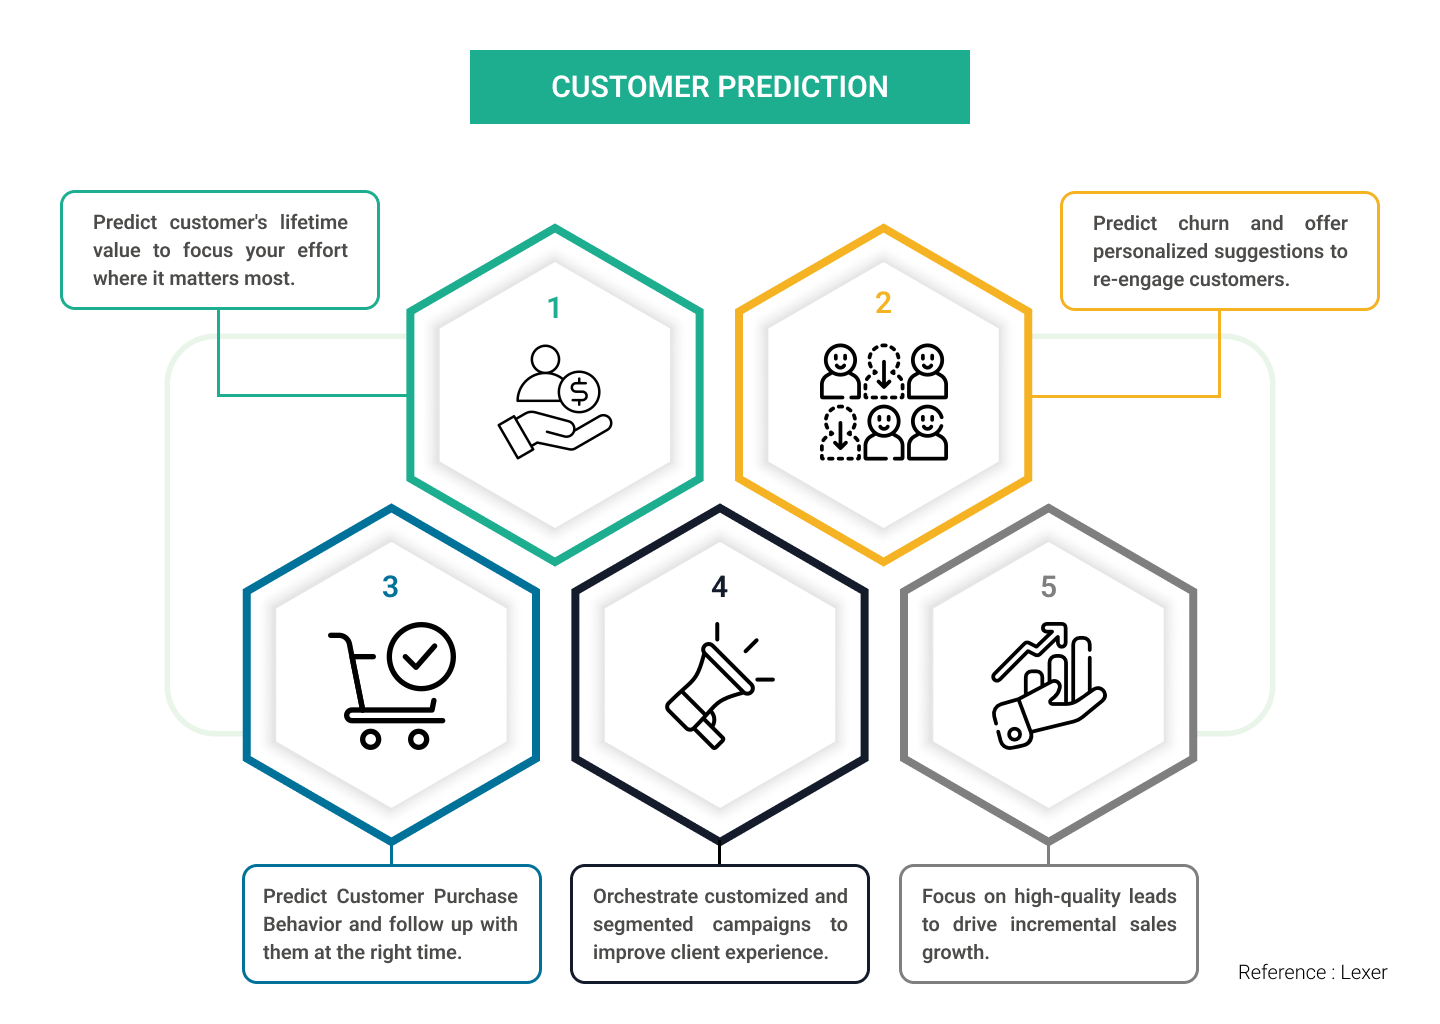 CUSTOMER PREDICTION
Predict customer's lifetime
value to focus your effort
where it matters most.
Predict churn and offer
personalized suggestions to
re-engage customers.
1
2
$
3
4
5
Predict Customer Purchase
Behavior and follow up with
them at the right time.
Orchestrate customized and
segmented campaigns to
improve client experience.
Focus on high-quality leads
to drive incremental sales
growth.
Reference : Lexer